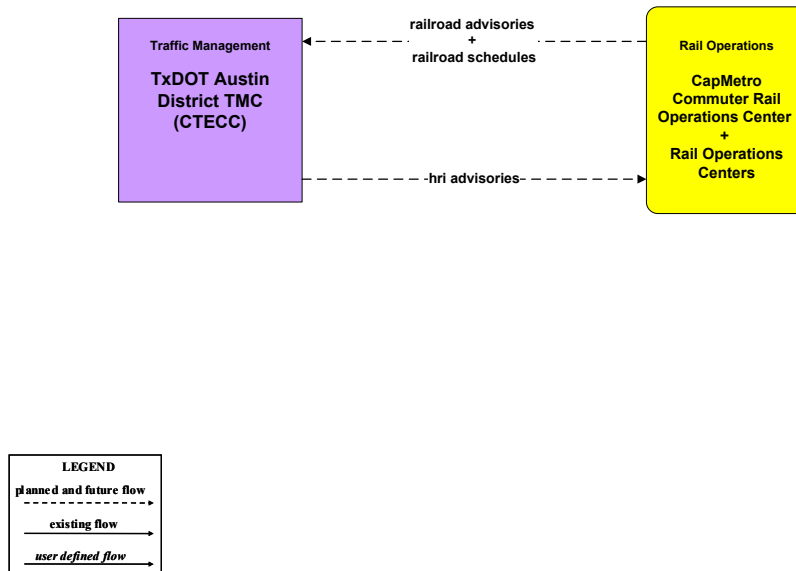 Traffic Management
TxDOT Austin
District TMC
(CTECC)
railroad advisories
+
railroad schedules
hri advisories
Rail Operations
CapMetro
Commuter Rail
Operations Center
+
Rail Operations
Centers
LEGEND
planned and future flow
existing flow
user defined flow